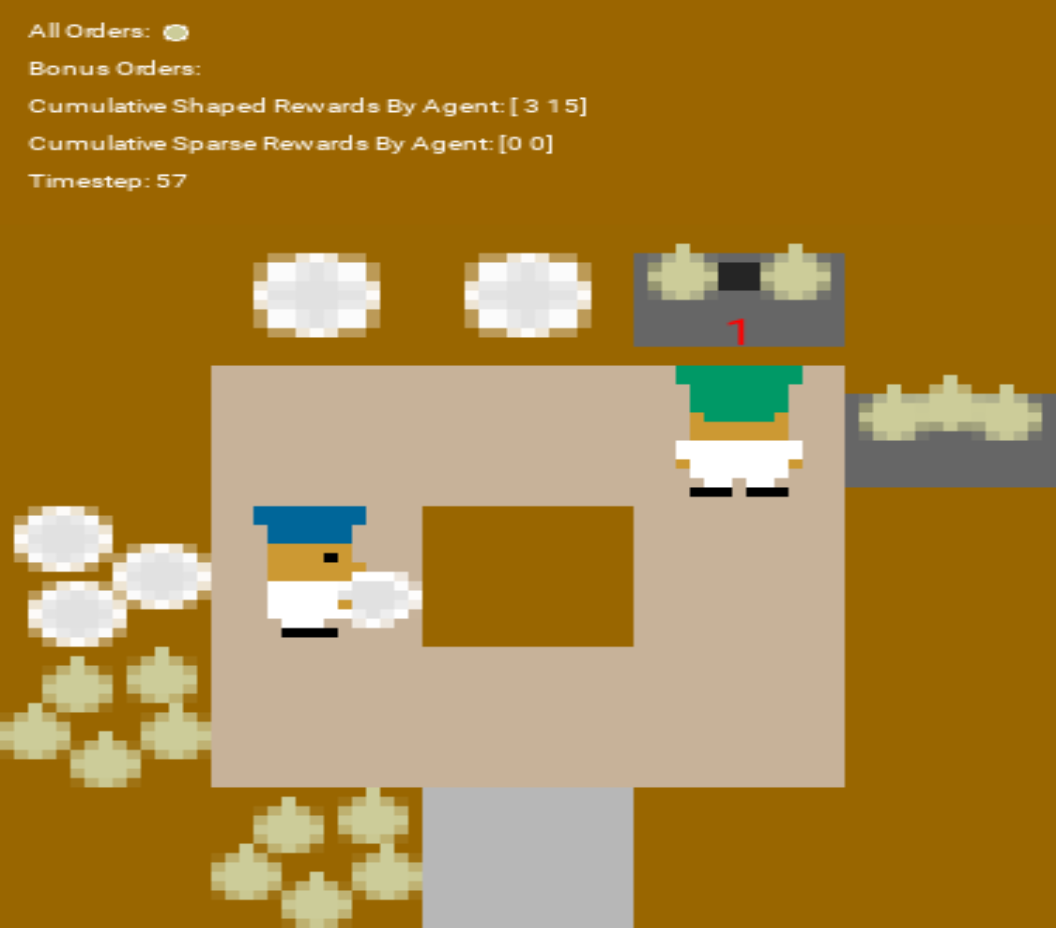 All Orders:
Bonus Orders:
Cumulative Shaped Rewards By Agent: [ 3 15]
Cumulative Sparse Rewards By Agent: [0 0]
Timestep: 57
1